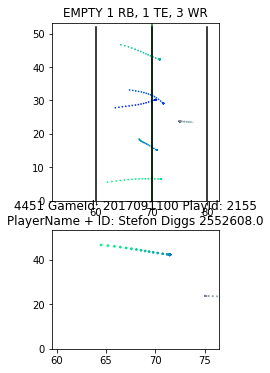 EMPTY 1 RB, 1 TE, 3 WR
50
40
30
20
10
0
60 70 80
4451 GameId: 2017091100 PlayId: 2155
PlayerName + ID: Stefon Diggs 2552608.0
40
20
0
60 65 70 75